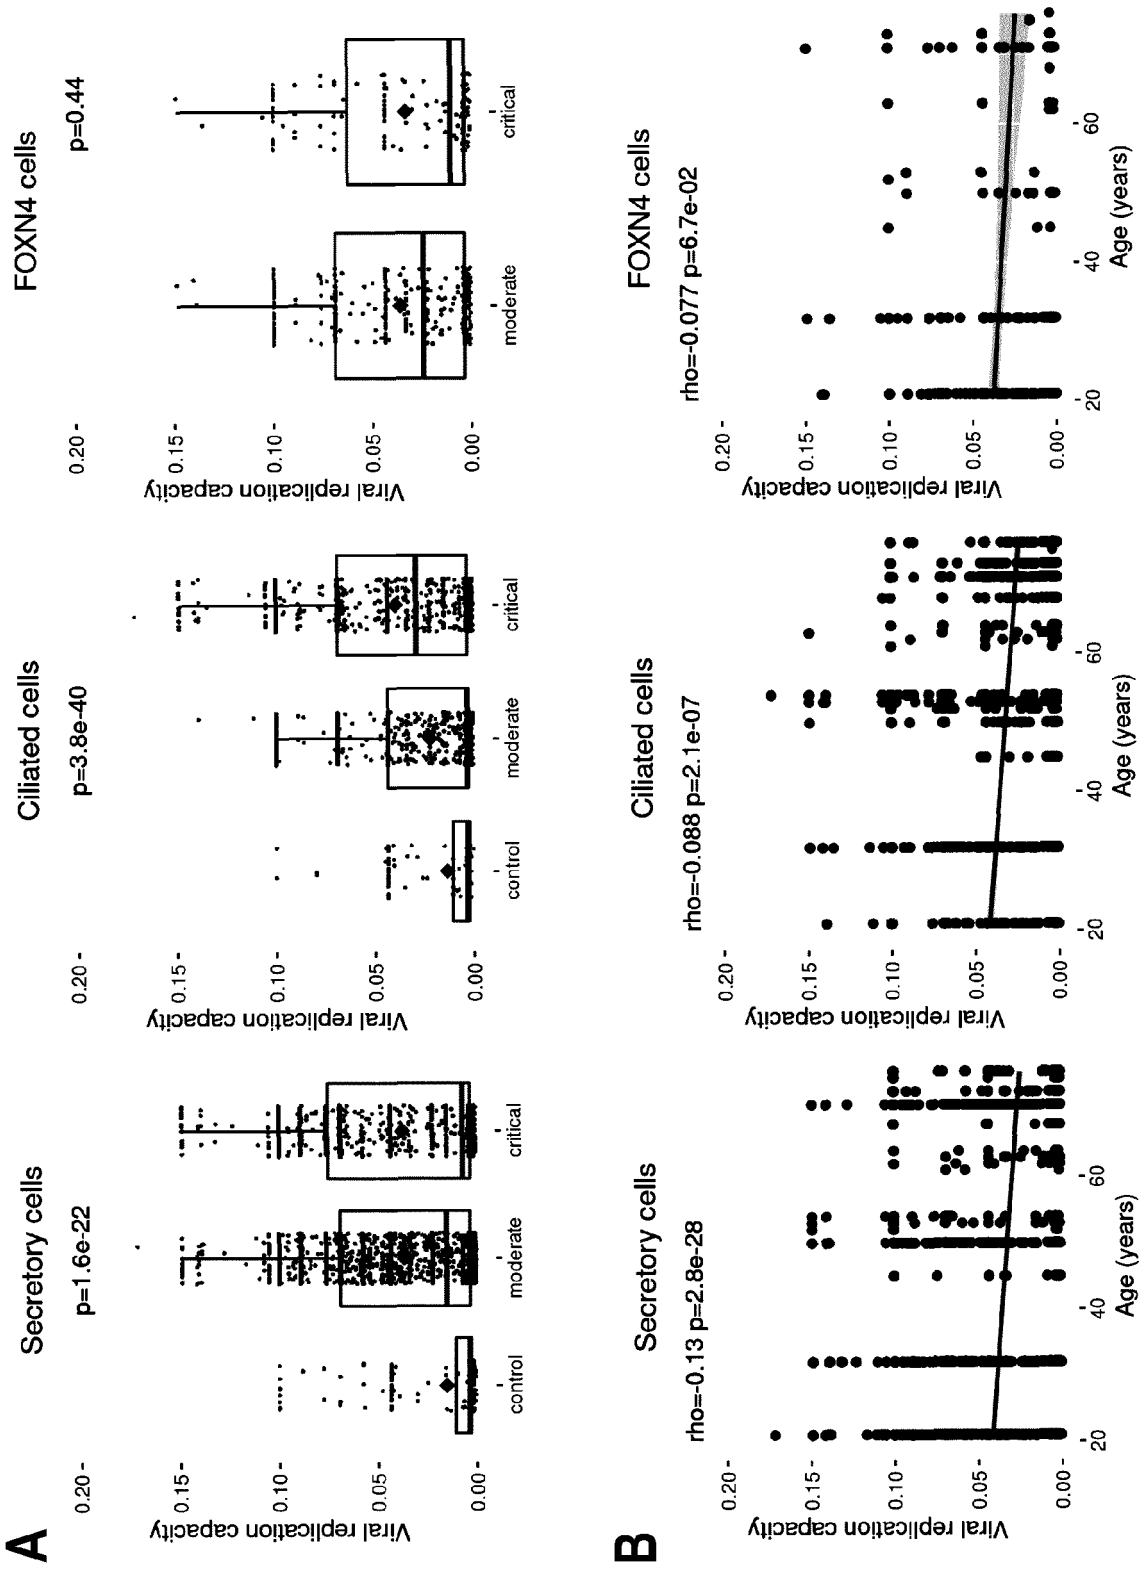 A
Secretory cells
p=1.6e-22
Viral replication capacity
0.20
0.15
0.10
0.05
0.00
control
moderate
critical
Ciliated cells
p=3.8e-40
Viral replication capacity
0.20
0.15
0.10
0.05
0.00
control
moderate
critical
FOXN4 cells
p=0.44
Viral replication capacity
0.20
0.15
0.10
0.05
0.00
moderate
critical
B
Secretory cells
rho=-0.13 p=2.8e-28
Viral replication capacity
0.20
0.15
0.10
0.05
0.00
20
40
60
Age (years)
Ciliated cells
rho=-0.088 p=2.1e-07
Viral replication capacity
0.20
0.15
0.10
0.05
0.00
20
40
60
Age (years)
FOXN4 cells
rho=-0.077 p=6.7e-02
Viral replication capacity
0.20
0.15
0.10
0.05
0.00
20
40
60
Age (years)